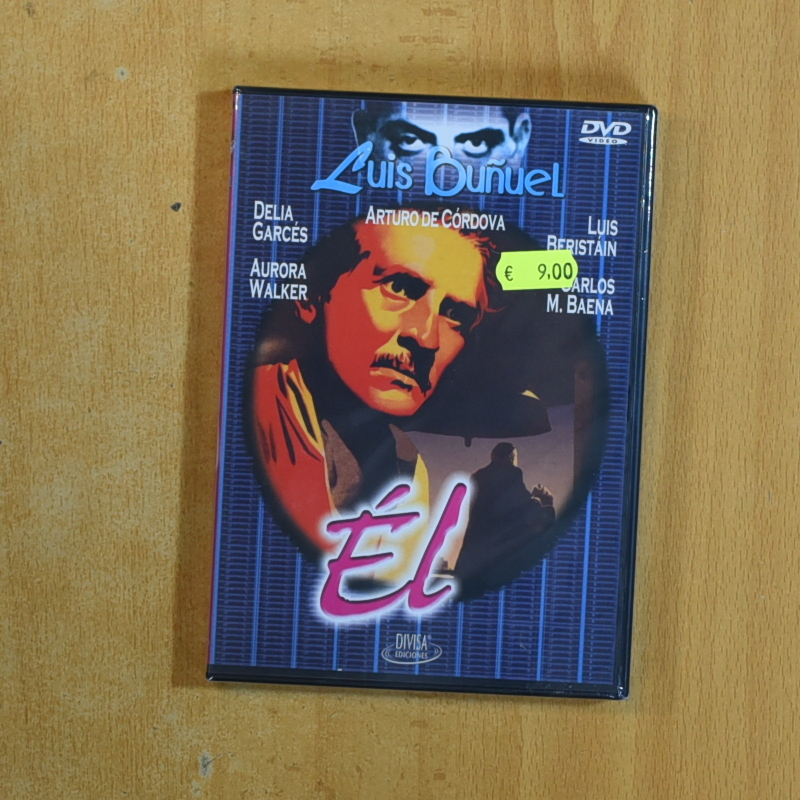 DVD
VIDEO
Luis Buñuel
DELIA
GARCÉS
ARTURO DE CÓRDOVA
LUIS
BERISTÁIN
AURORA
WALKER
€ 9,00
CARLOS
M. BAENA
Él
DIVISA
EDICIONES